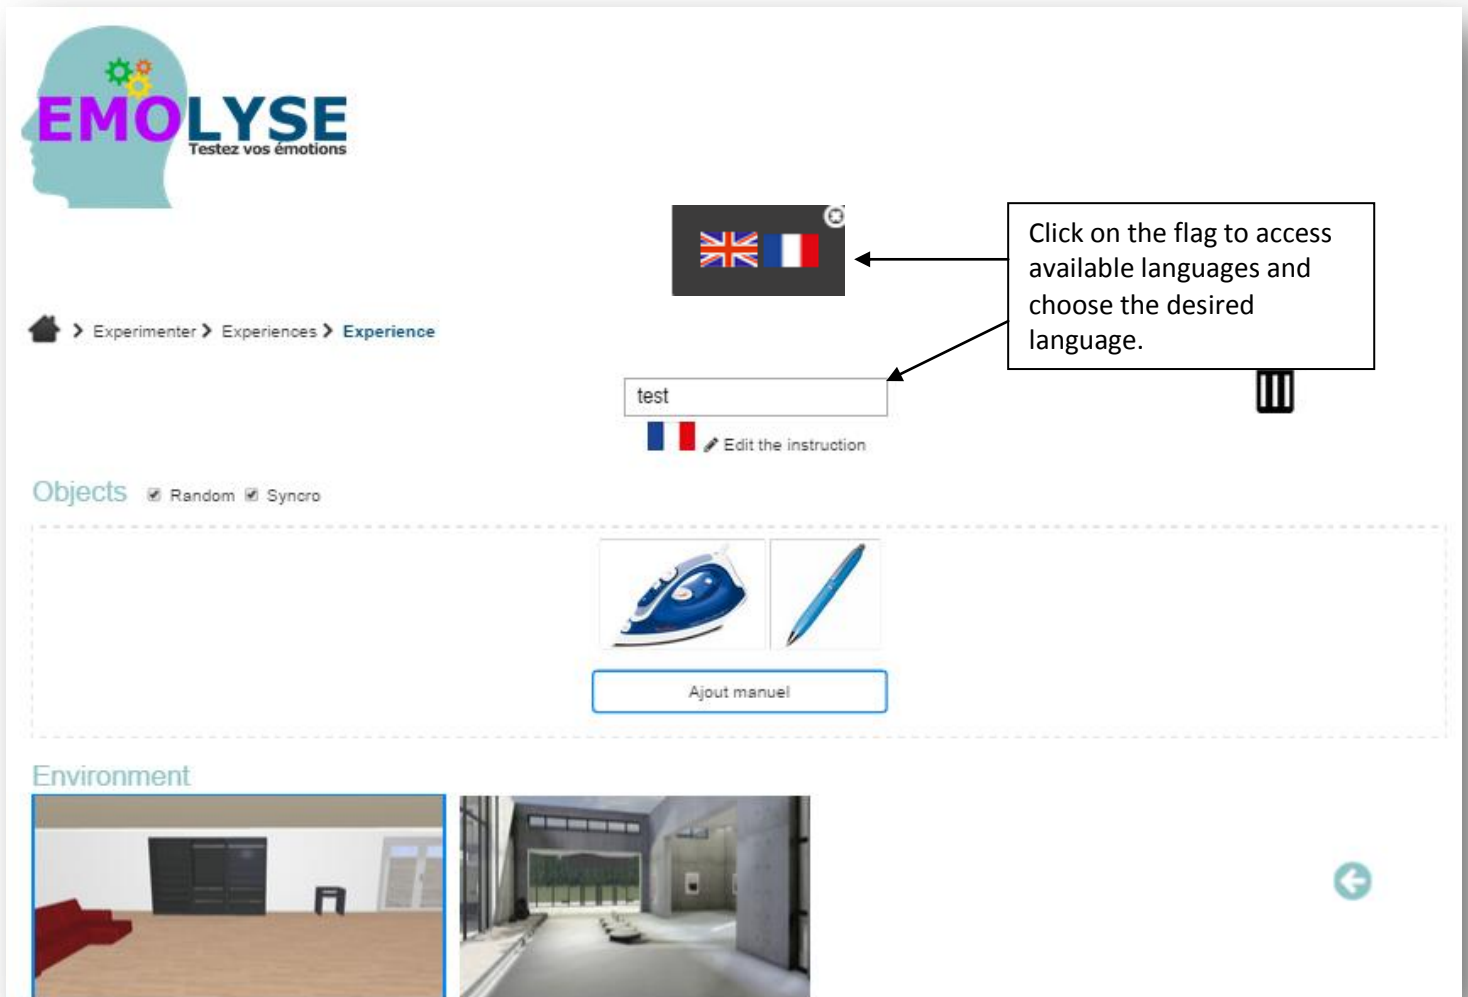 EMOLYSE
Testez vos émotions
Click on the flag to access
available languages and
choose the desired
language.
Experimenter Experiences Experience
test
Edit the instruction
Objects Random Syncro
Ajout manuel
Environment